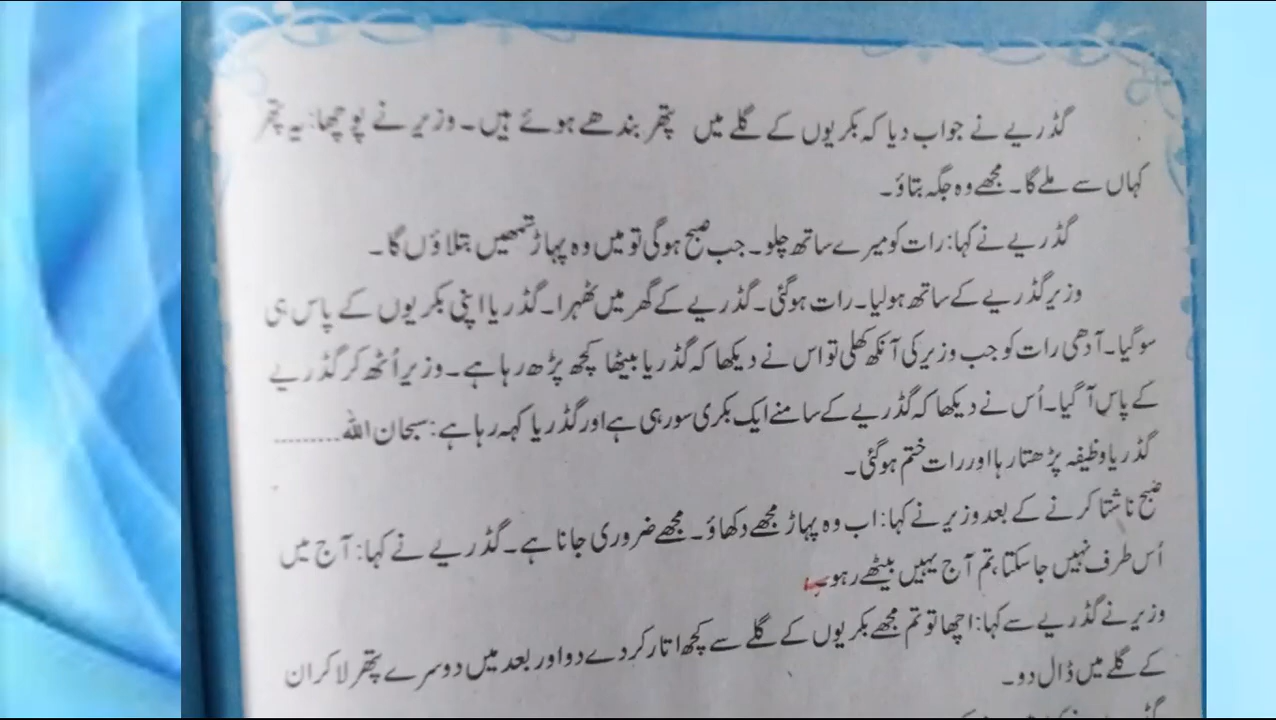 گڈریے نے جواب دیا کہ بکریوں کے گلے میں پتھر بندھے ہوئے ہیں۔ وزیر نے پوچھا: یہ پتھر
کہاں سے ملے گا۔ مجھے وہ جگہ بتاؤ۔
گڈریے نے کہا: رات کو میرے ساتھ چلو۔ جب صبح ہوگی تو میں وہ پہاڑ تمھیں بتلاؤں گا۔
وزیر گڈریے کے ساتھ ہولیا۔ رات ہوگئی۔ گڈریے کے گھر میں ٹھہرا۔ گڈریا اپنی بکریوں کے پاس ہی
سوگیا۔ آدھی رات کو جب وزیر کی آنکھ کھلی تو اس نے دیکھا کہ گڈریا بیٹھا کچھ پڑھ رہا ہے۔ وزیر اُٹھ کر گڈریے
کے پاس آگیا۔ اُس نے دیکھا کہ گڈریے کے سامنے ایک بکری سو رہی ہے اور گڈریا کہہ رہا ہے: سبحان اللہ.........
گڈریا وظیفہ پڑھتا رہا اور رات ختم ہوگئی۔
صبح ناشتا کرنے کے بعد وزیر نے کہا: اب وہ پہاڑ مجھے دکھاؤ۔ مجھے ضروری جانا ہے۔ گڈریے نے کہا: آج میں
اُس طرف نہیں جاسکتا، تم آج یہیں بیٹھے رہو
وزیر نے گڈریے سے کہا: اچھا تو تم مجھے بکریوں کے گلے سے کچھ اتار کر دے دو اور بعد میں دوسرے پتھر لا کر ان
کے گلے میں ڈال دو۔